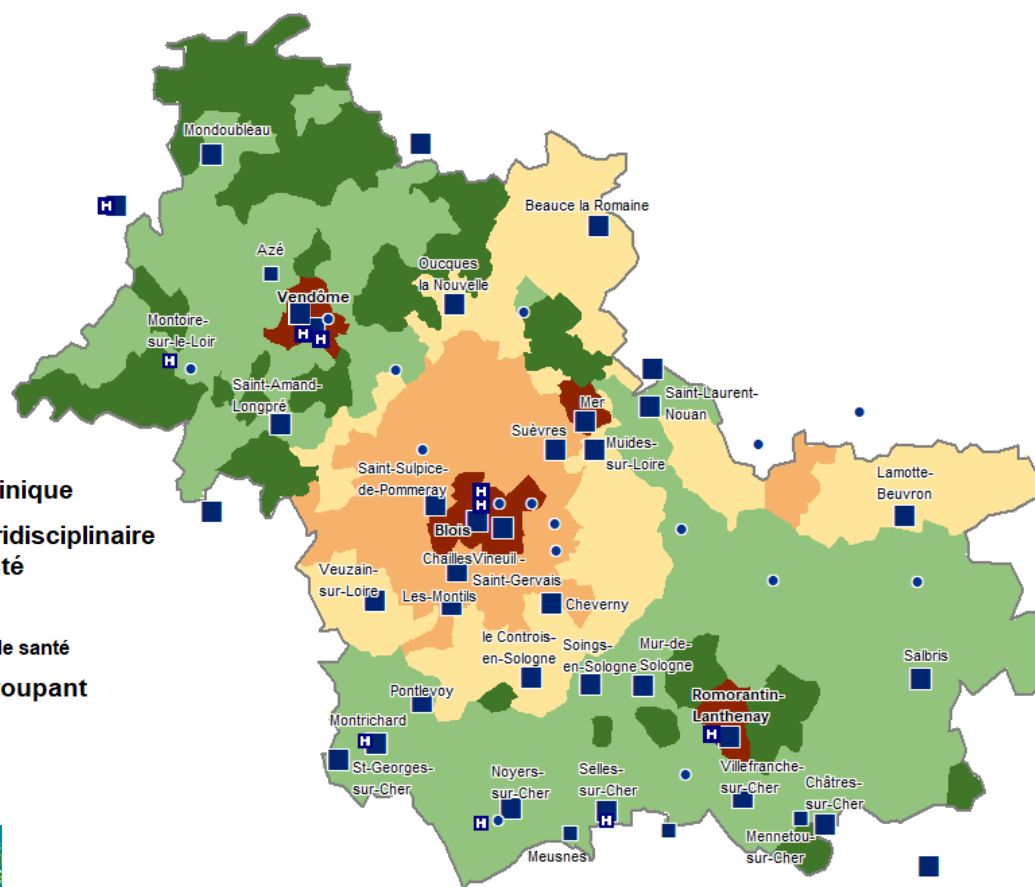 Mondoubleau
Beauce la Romaine
Azé
Oucques
la Nouvelle
Vendôme
Montoire-
sur-le-Loir
Saint-Amand-
Longpré
Mer
Saint-Laurent-
Nouan
Suèvres
Muides-
sur-Loire
Saint-Sulpice-
de-Pommeray
Lamotte-
Beuvron
Blois
Chailles
Vineuil -
Saint-Gervais
Veuzain-
sur-Loire
Les-Montils
Cheverny
le Controis-
en-Sologne
Soings-
en-Sologne
Mur-de-
Sologne
Salbris
Pontlevoy
Romorantin-
Lanthenay
Montrichard
St-Georges-
sur-Cher
Noyers-
sur-Cher
Selles-
sur-Cher
Villefranche-
sur-Cher
Châtres-
sur-Cher
Mennetou-
sur-Cher
Meusnes
H
H
H
H
H
H
H
H
H
H
inique
ridisciplinaire
té
le santé
oupant